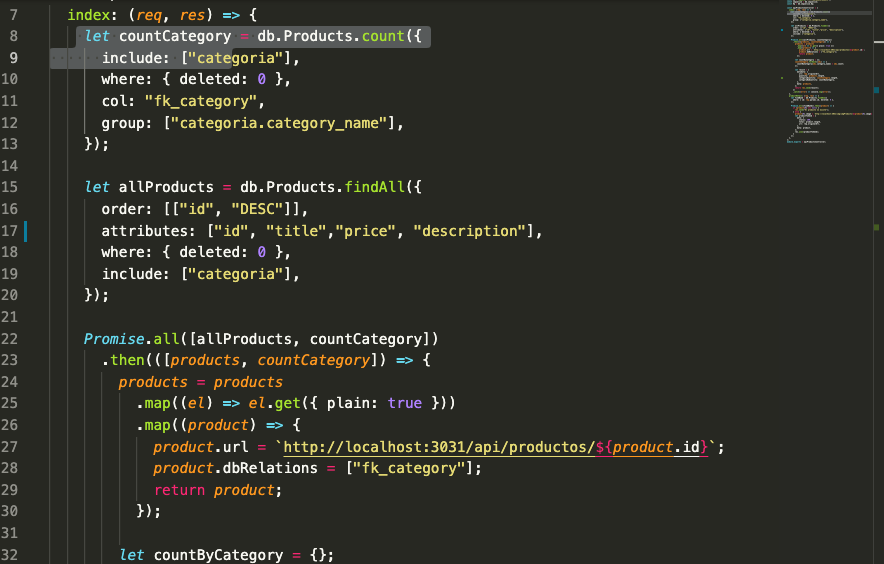 7 index: (req, res) => {
8 let countCategory = db.Products.count({
9 include: ["categoria"],
10 where: { deleted: 0 },
11 col: "fk_category",
12 group: ["categoria.category_name"],
13 });
14
15 let allProducts = db.Products.findAll({
16 order: [["id", "DESC"]],
17 attributes: ["id", "title","price", "description"],
18 where: { deleted: 0 },
19 include: ["categoria"],
20 });
21
22 Promise.all([allProducts, countCategory])
23 .then(([products, countCategory]) => {
24 products = products
25 .map((el) => el.get({ plain: true }))
26 .map((product) => {
27 product.url = `http://localhost:3031/api/productos/${product.id}`;
28 product.dbRelations = ["fk_category"];
29 return product;
30 });
31
32 let countByCategory = {};